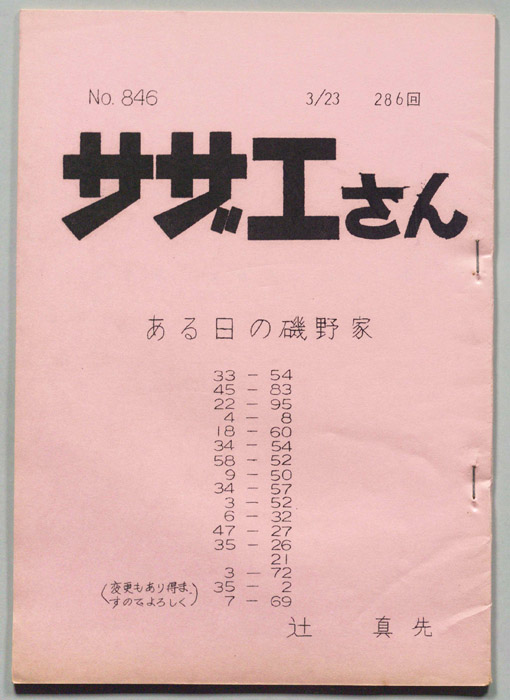 No. 846 3/23 286回
サザエさん
ある日の磯野家
33 - 54
45 - 83
22 - 95
4 - 8
18 - 60
34 - 54
58 - 52
9 - 50
34 - 57
3 - 52
6 - 32
47 - 27
35 - 26
21
3 - 72
35 - 2
7 - 69
(変更もあり得ま
すのでよろしく)
辻 真先